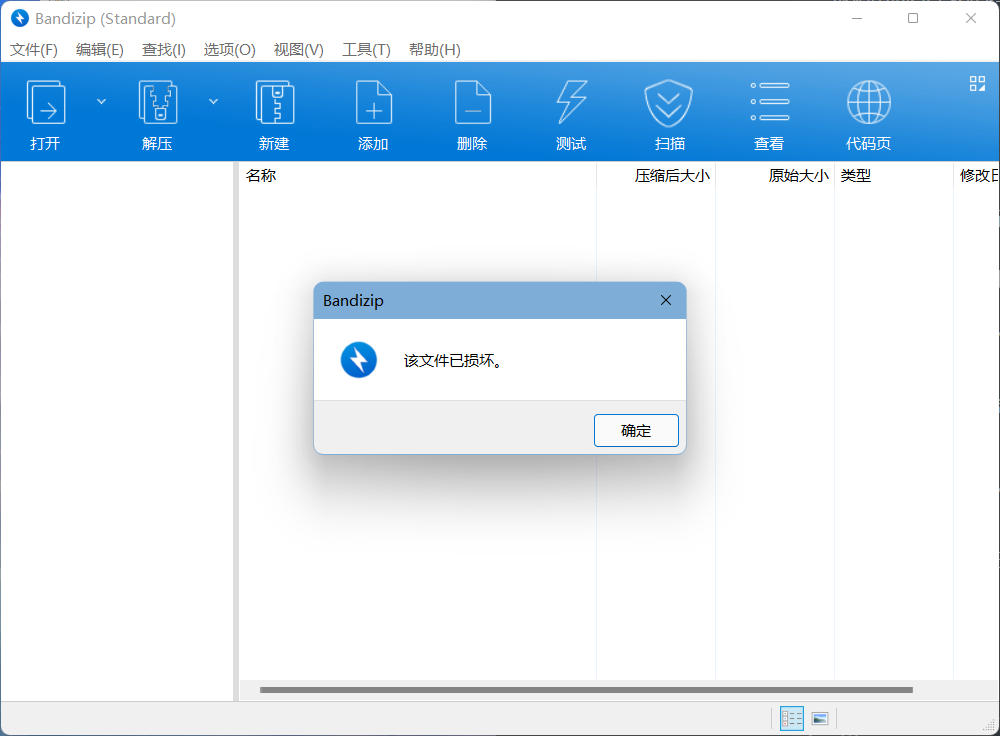 Bandizip (Standard)
文件(F) 编辑(E) 查找(I) 选项(O) 视图(V) 工具(T) 帮助(H)
打开 解压 新建 添加 删除 测试 扫描 查看 代码页
名称 压缩后大小 原始大小 类型 修改日
Bandizip
该文件已损坏。
确定